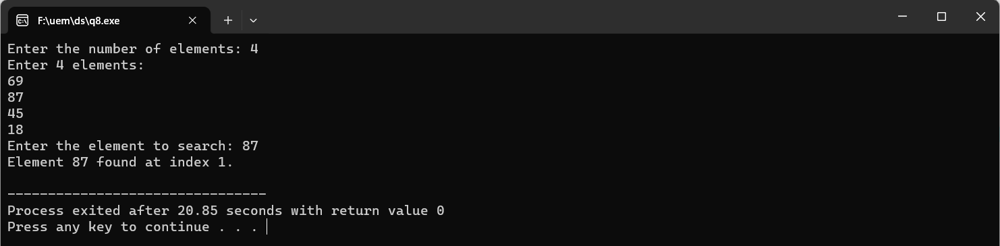 F:\uem\ds\q8.exe
Enter the number of elements: 4
Enter 4 elements:
69
87
45
18
Enter the element to search: 87
Element 87 found at index 1.
--------------------------------
Process exited after 20.85 seconds with return value 0
Press any key to continue . . .